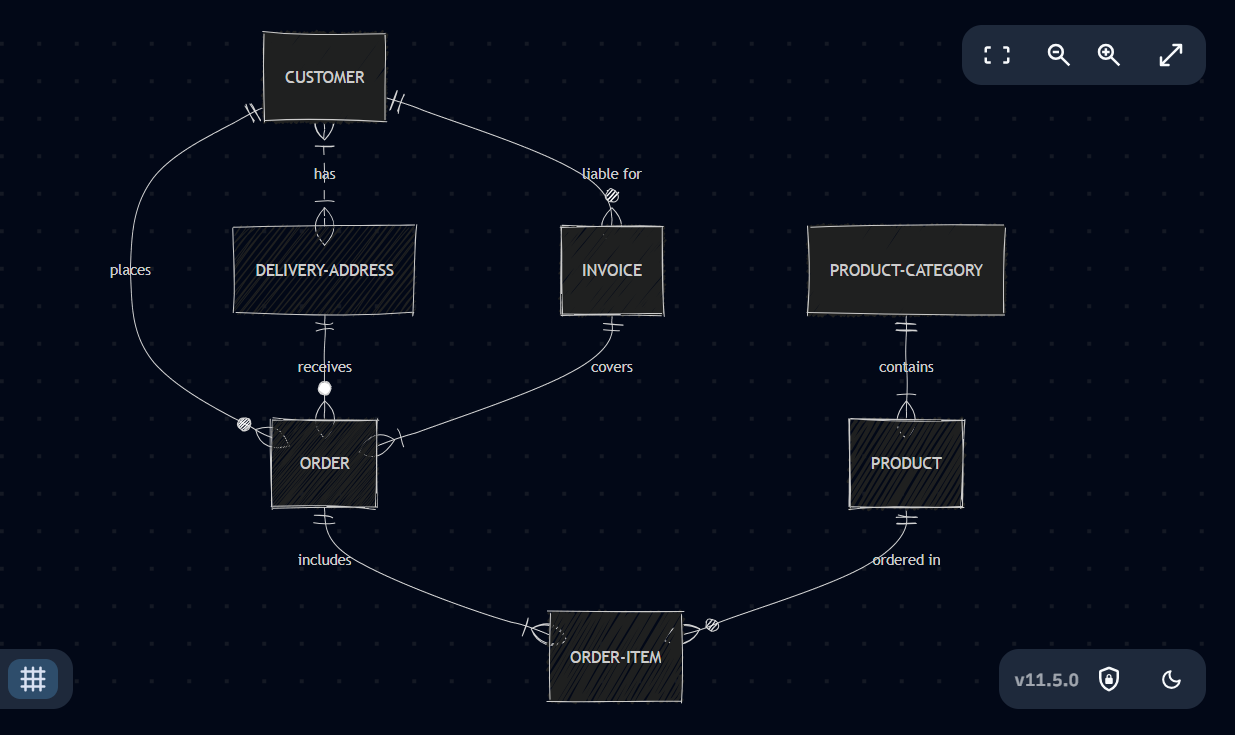 CUSTOMER
has
liable for
places
DELIVERY-ADDRESS
INVOICE
PRODUCT-CATEGORY
receives
covers
contains
ORDER
PRODUCT
includes
ordered in
ORDER-ITEM
v11.5.0